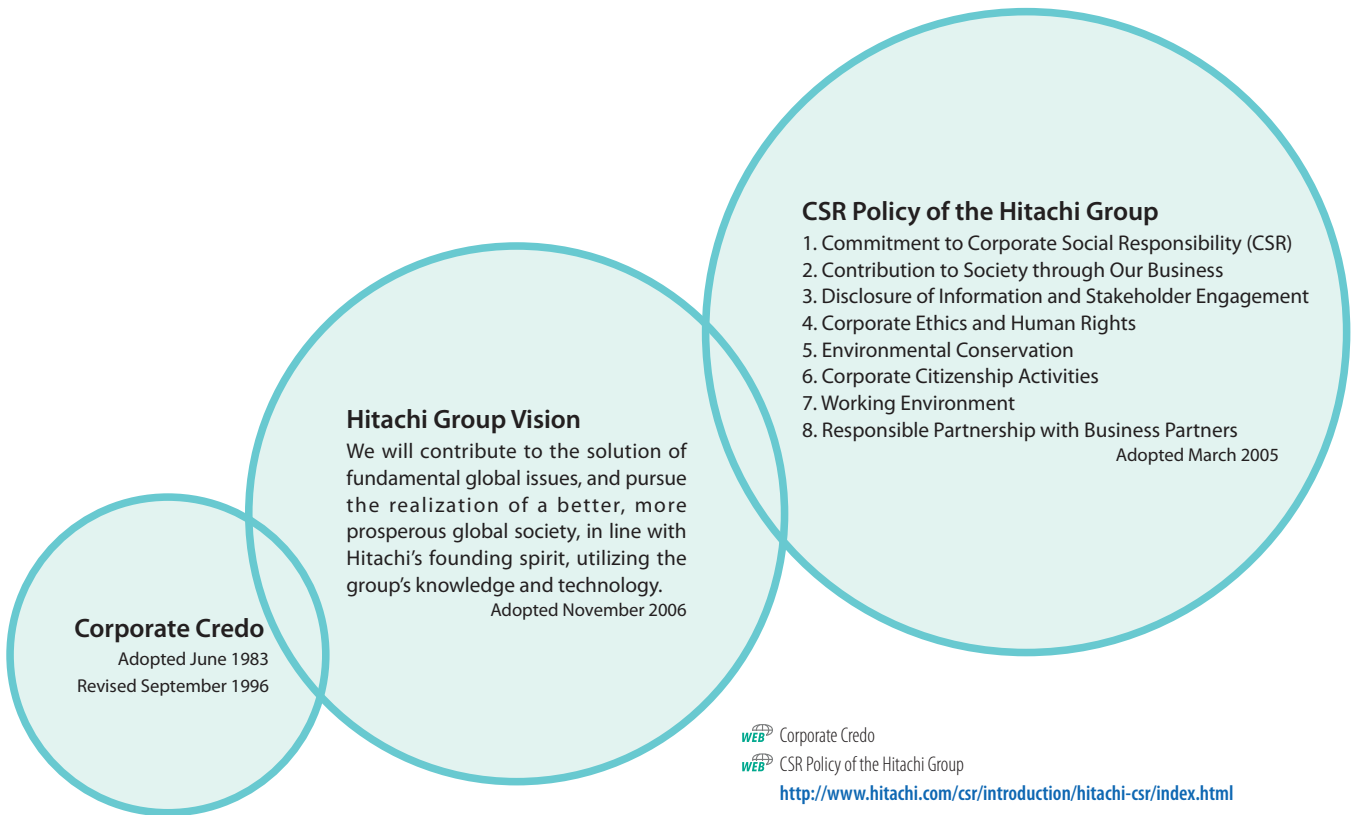 Corporate Credo
Adopted June 1983
Revised September 1996
Hitachi Group Vision
We will contribute to the solution of
fundamental global issues, and pursue
the realization of a better, more
prosperous global society, in line with
Hitachi’s founding spirit, utilizing the
group’s knowledge and technology.
Adopted November 2006
CSR Policy of the Hitachi Group
1. Commitment to Corporate Social Responsibility (CSR)
2. Contribution to Society through Our Business
3. Disclosure of Information and Stakeholder Engagement
4. Corporate Ethics and Human Rights
5. Environmental Conservation
6. Corporate Citizenship Activities
7. Working Environment
8. Responsible Partnership with Business Partners
Adopted March 2005
WEB Corporate Credo
WEB CSR Policy of the Hitachi Group
http://www.hitachi.com/csr/introduction/hitachi-csr/index.html